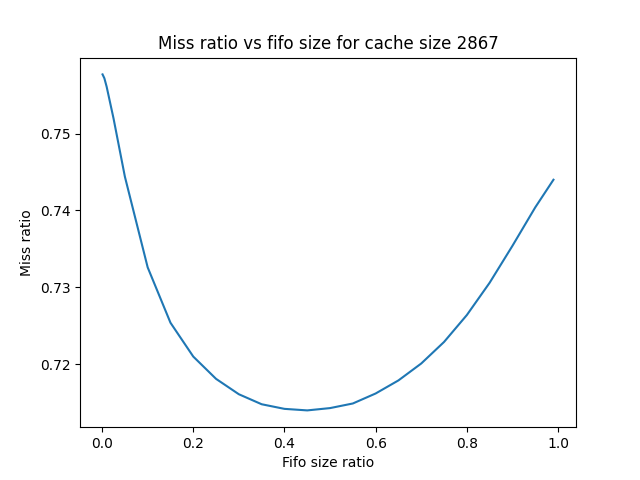 Miss ratio vs fifo size for cache size 2867
Miss ratio
0.75
0.74
0.73
0.72
0.0 0.2 0.4 0.6 0.8 1.0
Fifo size ratio